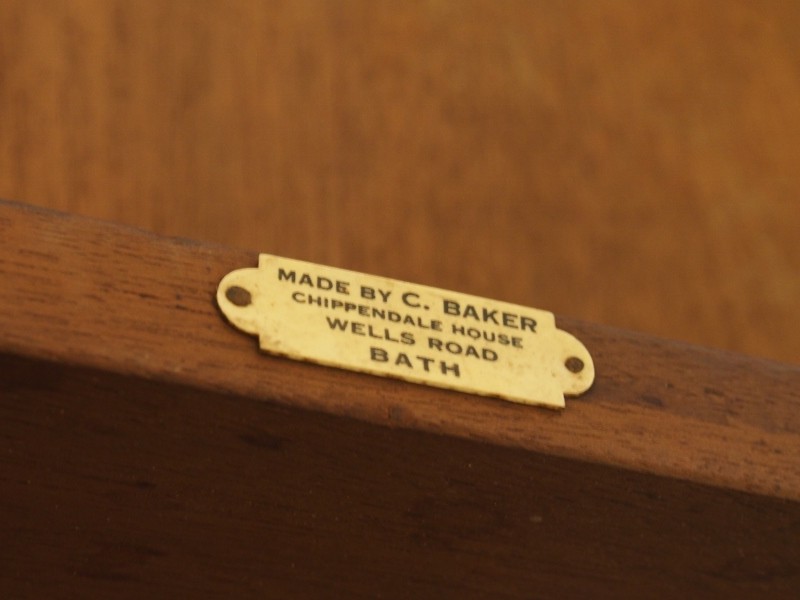 MADE BY C. BAKER
CHIPPENDALE HOUSE
WELLS ROAD
BATH